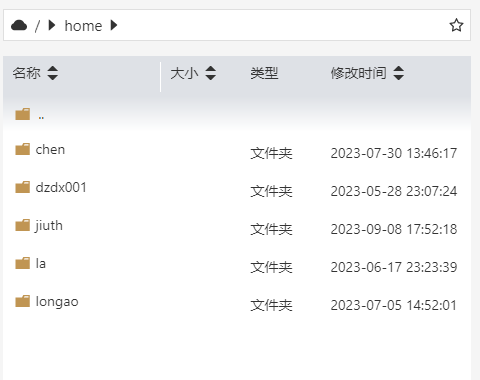 / home
名称 大小 类型 修改时间
..
chen 文件夹 2023-07-30 13:46:17
dzdx001 文件夹 2023-05-28 23:07:24
jiuth 文件夹 2023-09-08 17:52:18
la 文件夹 2023-06-17 23:23:39
longao 文件夹 2023-07-05 14:52:01